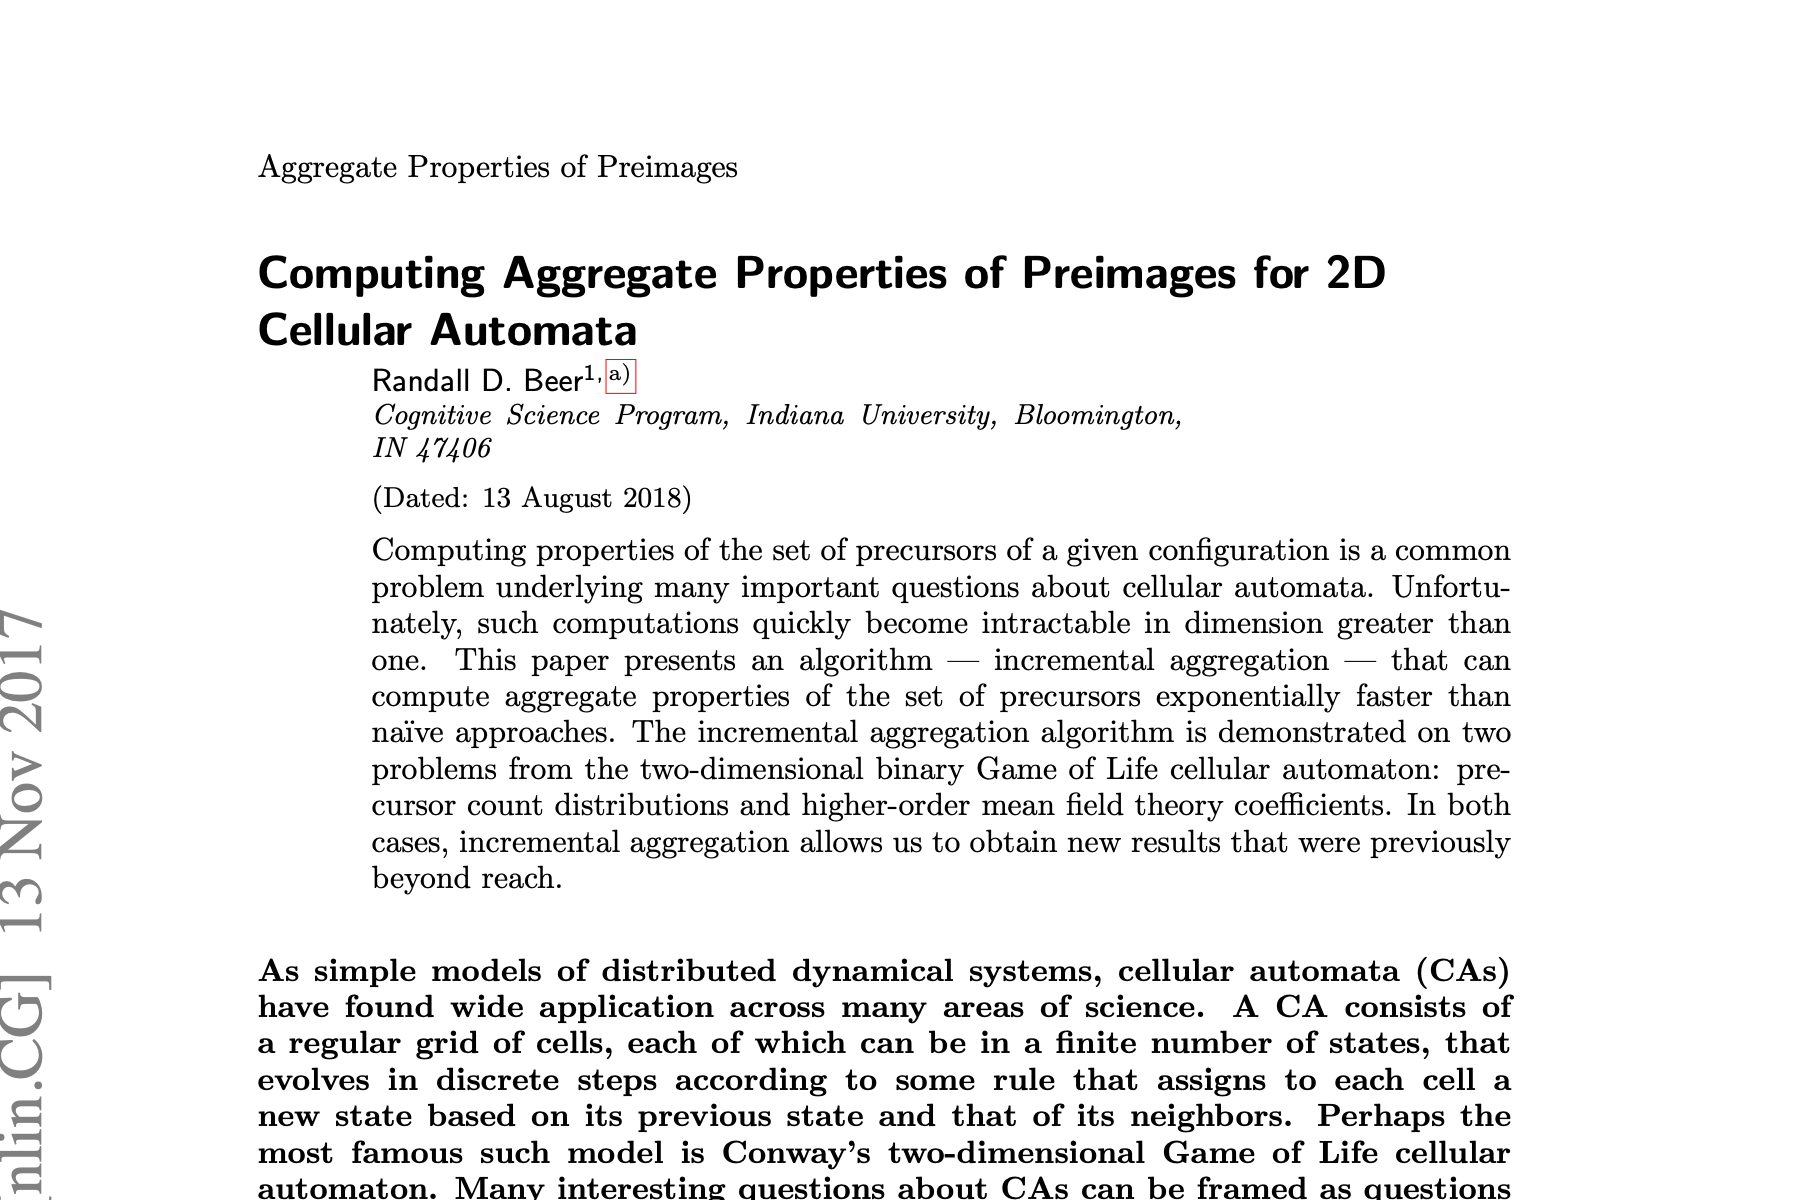 Aggregate Properties of Preimages
Computing Aggregate Properties of Preimages for 2D
Cellular Automata
Randall D. Beer1, a)
Cognitive Science Program, Indiana University, Bloomington,
IN 47406
(Dated: 13 August 2018)
Computing properties of the set of precursors of a given configuration is a common
problem underlying many important questions about cellular automata. Unfortu-
nately, such computations quickly become intractable in dimension greater than
one. This paper presents an algorithm — incremental aggregation — that can
compute aggregate properties of the set of precursors exponentially faster than
naïve approaches. The incremental aggregation algorithm is demonstrated on two
problems from the two-dimensional binary Game of Life cellular automaton: pre-
cursor count distributions and higher-order mean field theory coefficients. In both
cases, incremental aggregation allows us to obtain new results that were previously
beyond reach.
As simple models of distributed dynamical systems, cellular automata (CAs)
have found wide application across many areas of science. A CA consists of
a regular grid of cells, each of which can be in a finite number of states, that
evolves in discrete steps according to some rule that assigns to each cell a
new state based on its previous state and that of its neighbors. Perhaps the
most famous such model is Conway's two-dimensional Game of Life cellular
automaton. Many interesting questions about CAs can be framed as questions
nlin.CG] 13 Nov 2017